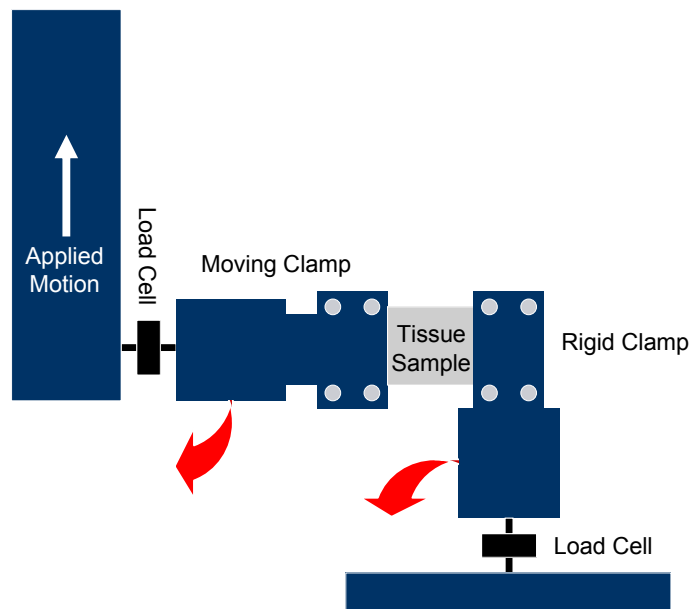 Load Cell
Applied
Motion
Moving Clamp
Tissue
Sample
Rigid Clamp
Load Cell